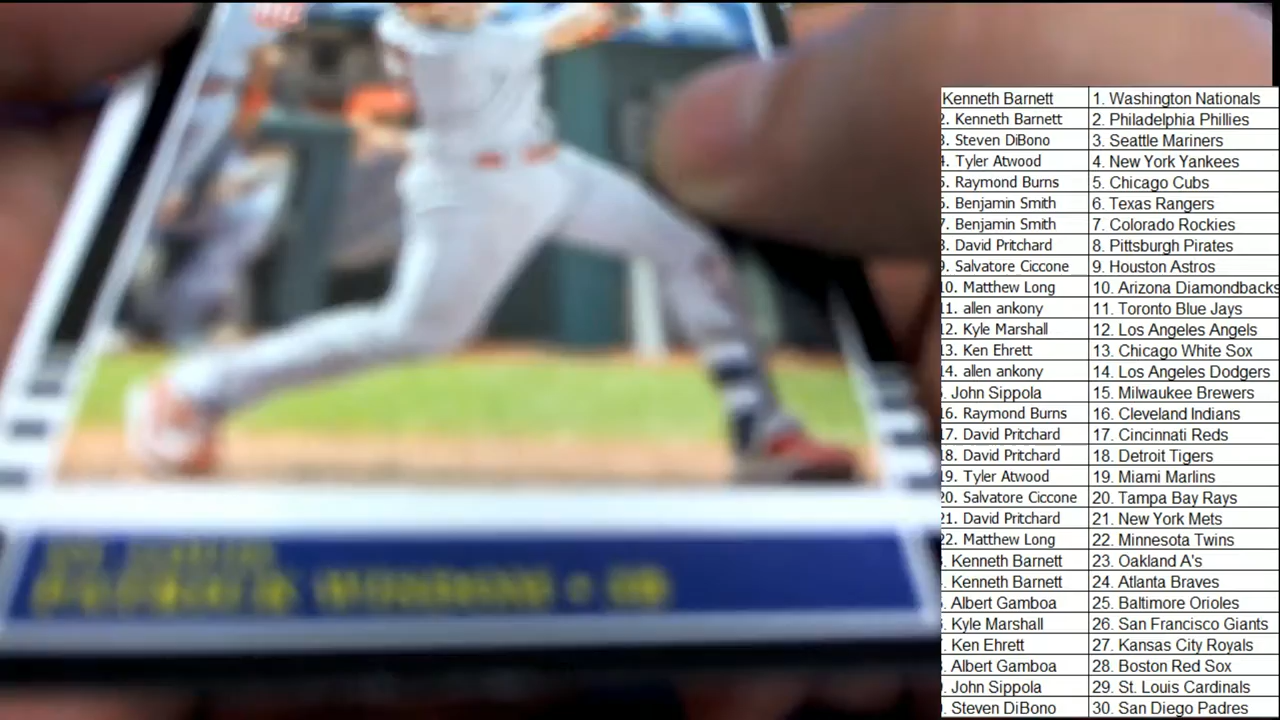 Kenneth Barnett 1. Washington Nationals
2. Kenneth Barnett 2. Philadelphia Phillies
3. Steven DiBono 3. Seattle Mariners
4. Tyler Atwood 4. New York Yankees
5. Raymond Burns 5. Chicago Cubs
6. Benjamin Smith 6. Texas Rangers
7. Benjamin Smith 7. Colorado Rockies
8. David Pritchard 8. Pittsburgh Pirates
9. Salvatore Ciccone 9. Houston Astros
10. Matthew Long 10. Arizona Diamondbacks
11. allen ankony 11. Toronto Blue Jays
12. Kyle Marshall 12. Los Angeles Angels
13. Ken Ehrett 13. Chicago White Sox
14. allen ankony 14. Los Angeles Dodgers
. John Sippola 15. Milwaukee Brewers
16. Raymond Burns 16. Cleveland Indians
17. David Pritchard 17. Cincinnati Reds
18. David Pritchard 18. Detroit Tigers
19. Tyler Atwood 19. Miami Marlins
20. Salvatore Ciccone 20. Tampa Bay Rays
21. David Pritchard 21. New York Mets
22. Matthew Long 22. Minnesota Twins
. Kenneth Barnett 23. Oakland A's
. Kenneth Barnett 24. Atlanta Braves
. Albert Gamboa 25. Baltimore Orioles
. Kyle Marshall 26. San Francisco Giants
. Ken Ehrett 27. Kansas City Royals
. Albert Gamboa 28. Boston Red Sox
. John Sippola 29. St. Louis Cardinals
. Steven DiBono 30. San Diego Padres